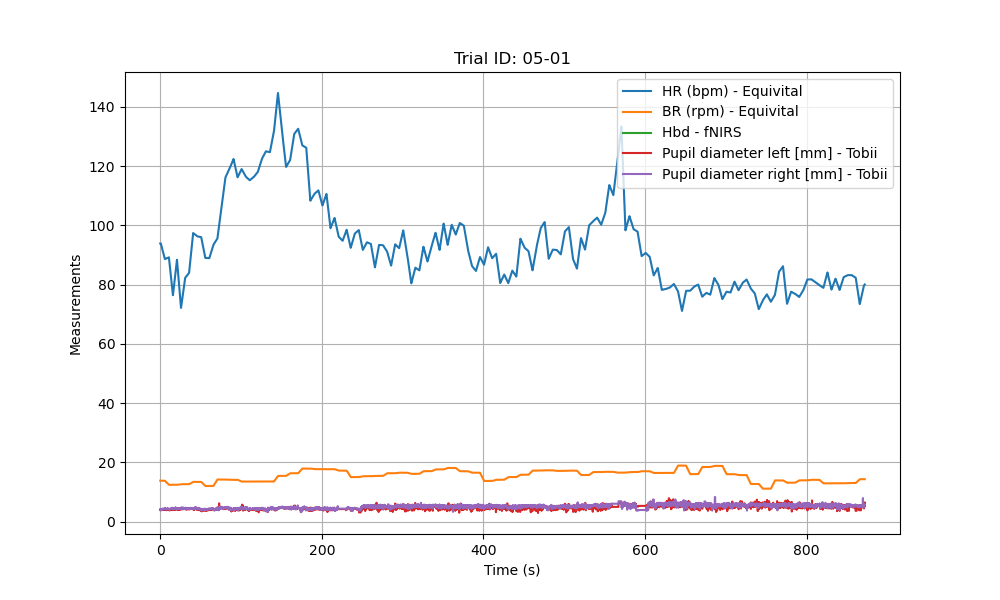 Trial ID: 05-01
HR (bpm) - Equivital
BR (rpm) - Equivital
Hbd - fNIRS
Pupil diameter left [mm] - Tobii
Pupil diameter right [mm] - Tobii
Measurements
140
120
100
80
60
40
20
0
0 200 400 600 800
Time (s)